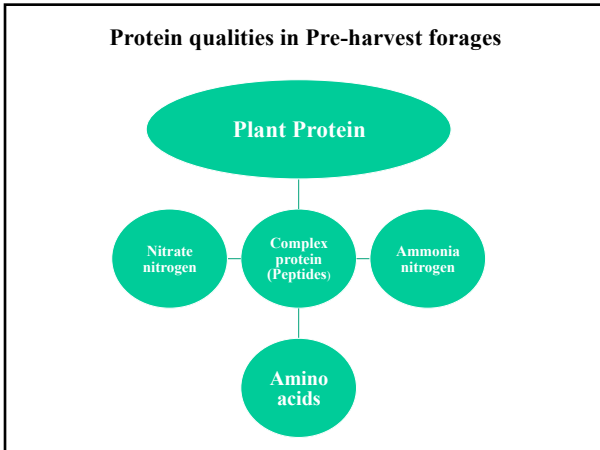 Protein qualities in Pre-harvest forages
Plant Protein
Nitrate
nitrogen
Complex
protein
(Peptides)
Ammonia
nitrogen
Amino
acids